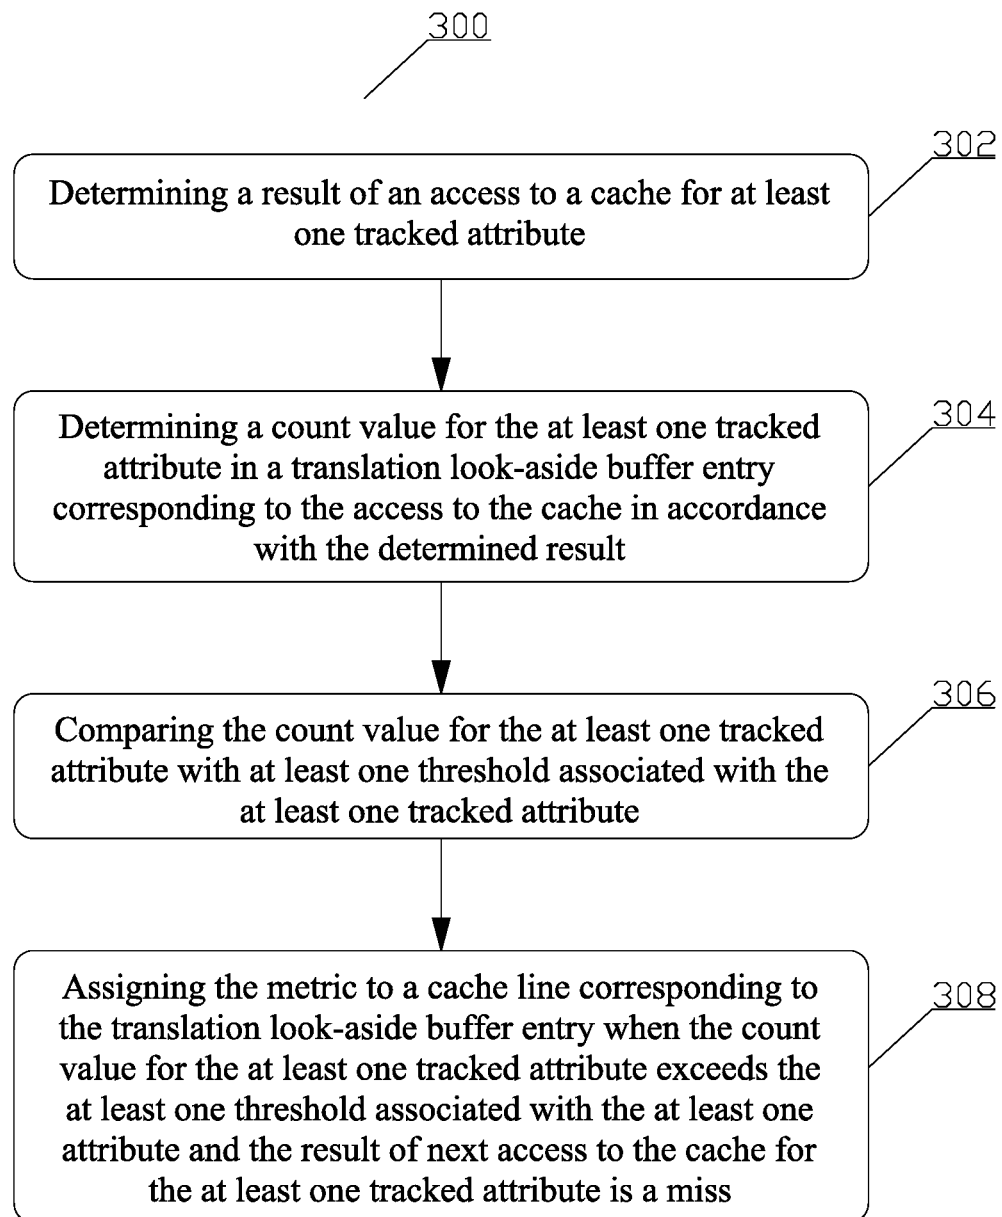 300
302
Determining a result of an access to a cache for at least
one tracked attribute
304
Determining a count value for the at least one tracked
attribute in a translation look-aside buffer entry
corresponding to the access to the cache in accordance
with the determined result
306
Comparing the count value for the at least one tracked
attribute with at least one threshold associated with the
at least one tracked attribute
308
Assigning the metric to a cache line corresponding to
the translation look-aside buffer entry when the count
value for the at least one tracked attribute exceeds the
at least one threshold associated with the at least one
attribute and the result of next access to the cache for
the at least one tracked attribute is a miss